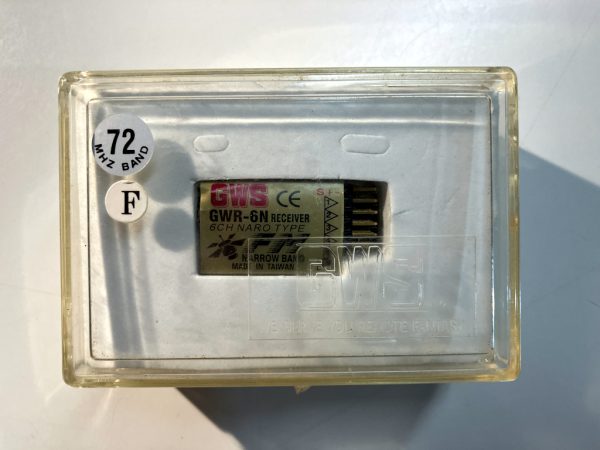 72
MHZ BAND
F
GWS CE S
GWR-6N RECEIVER
6CH NARO TYPE
FM
NARROW BAND
MADE IN TAIWAN
GWS